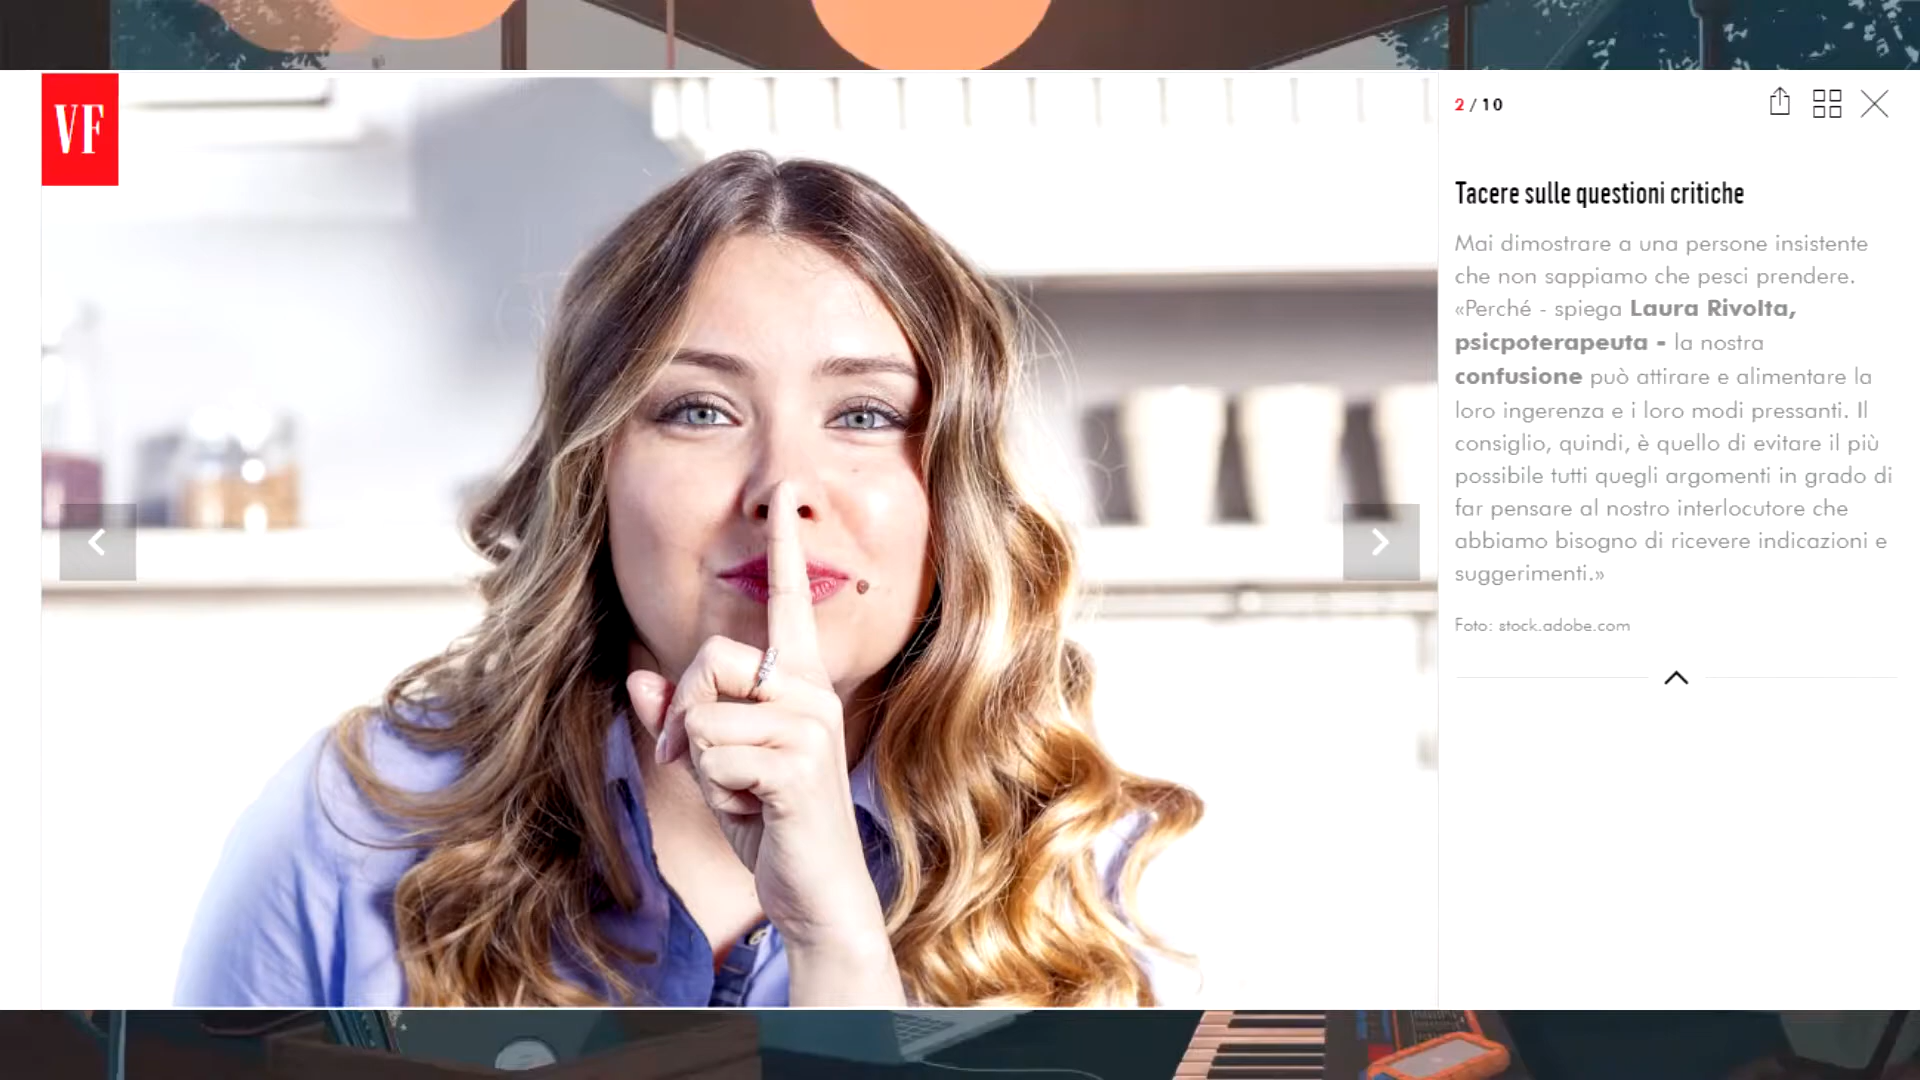 VF
2 / 10
Tacere sulle questioni critiche
Mai dimostrare a una persone insistente
che non sappiamo che pesci prendere.
«Perché - spiega Laura Rivolta,
psicpoterapeuta - la nostra
confusione può attirare e alimentare la
loro ingerenza e i loro modi pressanti. Il
consiglio, quindi, è quello di evitare il più
possibile tutti quegli argomenti in grado di
far pensare al nostro interlocutore che
abbiamo bisogno di ricevere indicazioni e
suggerimenti.»
Foto: stock.adobe.com